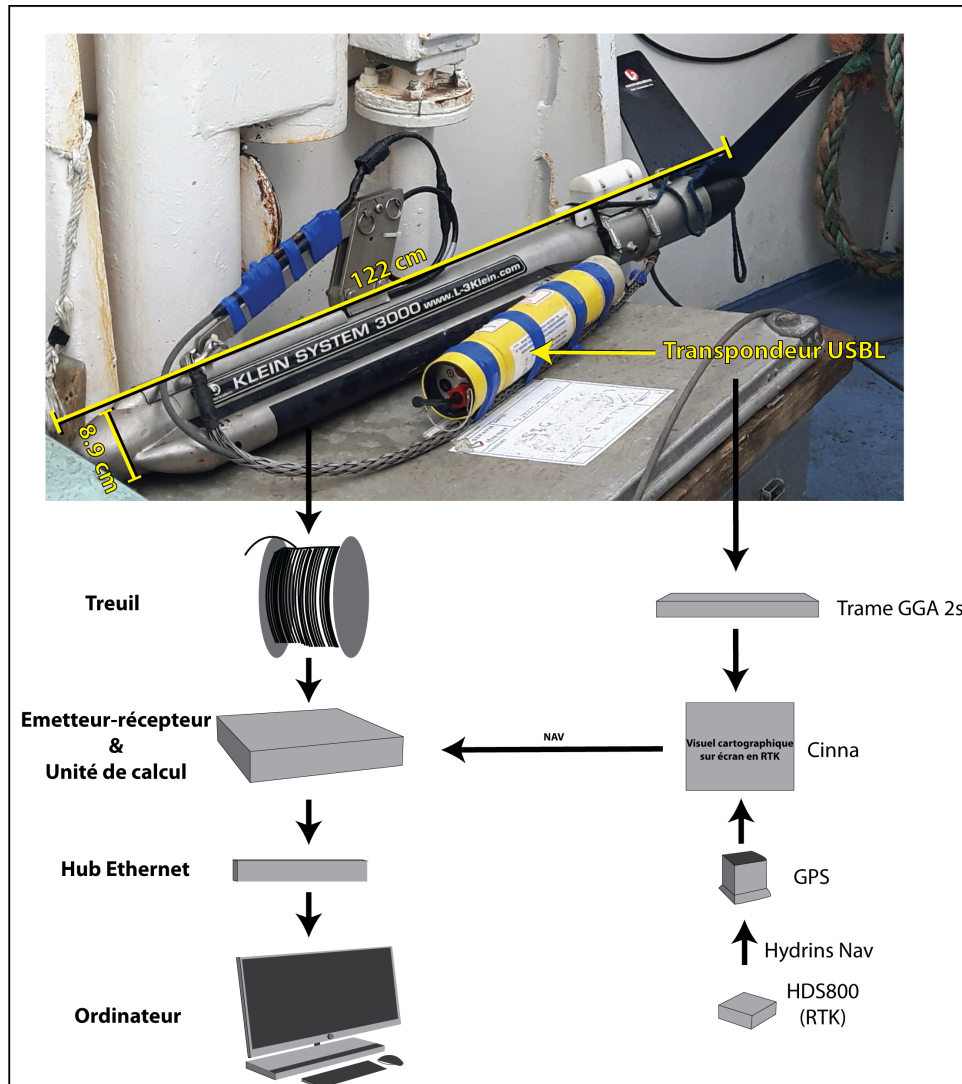 122 cm
KLEIN SYSTEM 3000 www.L-3Klein.com
Transpondeur USBL
8.9 cm
Treuil
Trame GGA 2s
Emetteur-récepteur
&
Unité de calcul
NAV
Visuel cartographique
sur écran en RTK
Cinna
Hub Ethernet
GPS
Hydrins Nav
HDS800
(RTK)
Ordinateur